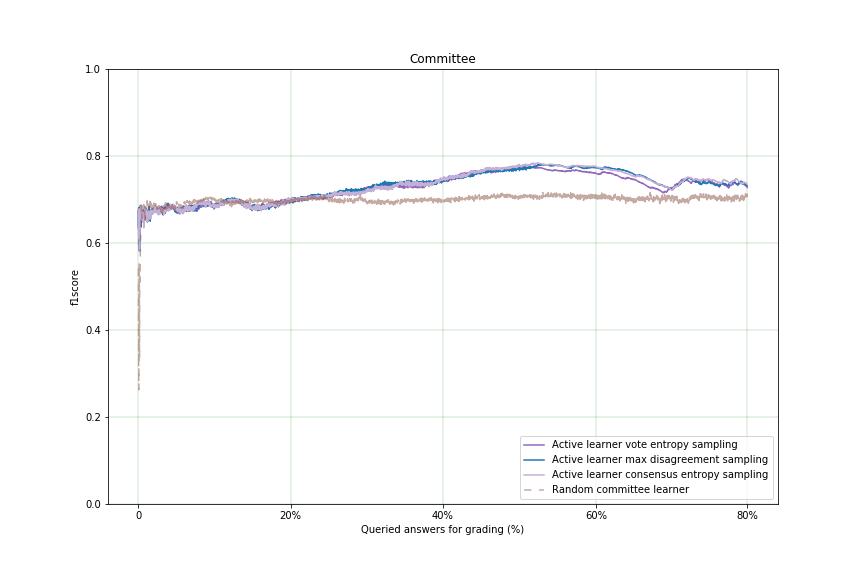 Committee
1.0
0.8
0.6
0.4
0.2
0.0
f1score
0
20%
40%
60%
80%
Queried answers for grading (%)
Active learner vote entropy sampling
Active learner max disagreement sampling
Active learner consensus entropy sampling
Random committee learner